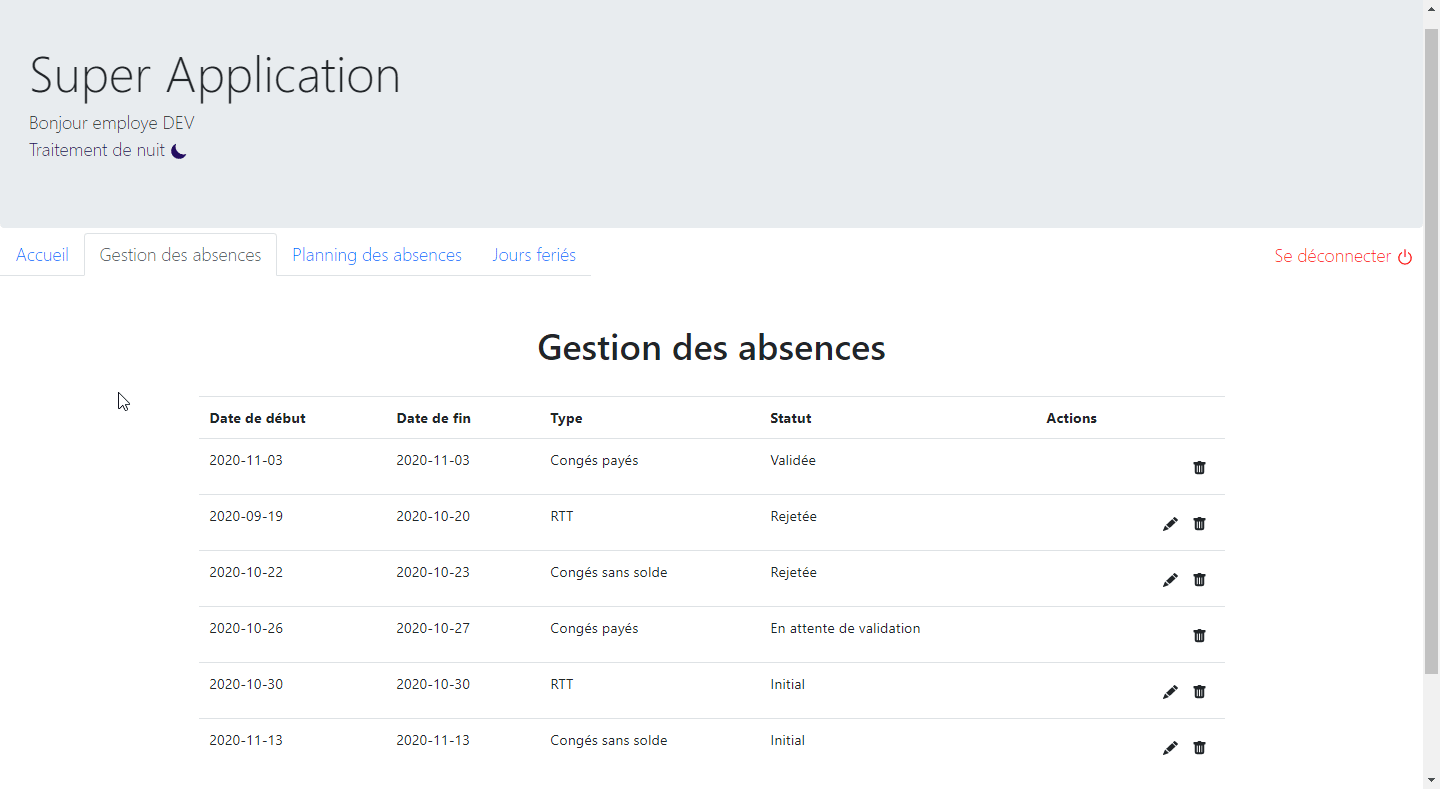 Super Application
Bonjour employe DEV
Traitement de nuit
Accueil Gestion des absences Planning des absences Jours feriés Se déconnecter
Gestion des absences
Date de début Date de fin Type Statut Actions
2020-11-03 2020-11-03 Congés payés Validée
2020-09-19 2020-10-20 RTT Rejetée
2020-10-22 2020-10-23 Congés sans solde Rejetée
2020-10-26 2020-10-27 Congés payés En attente de validation
2020-10-30 2020-10-30 RTT Initial
2020-11-13 2020-11-13 Congés sans solde Initial